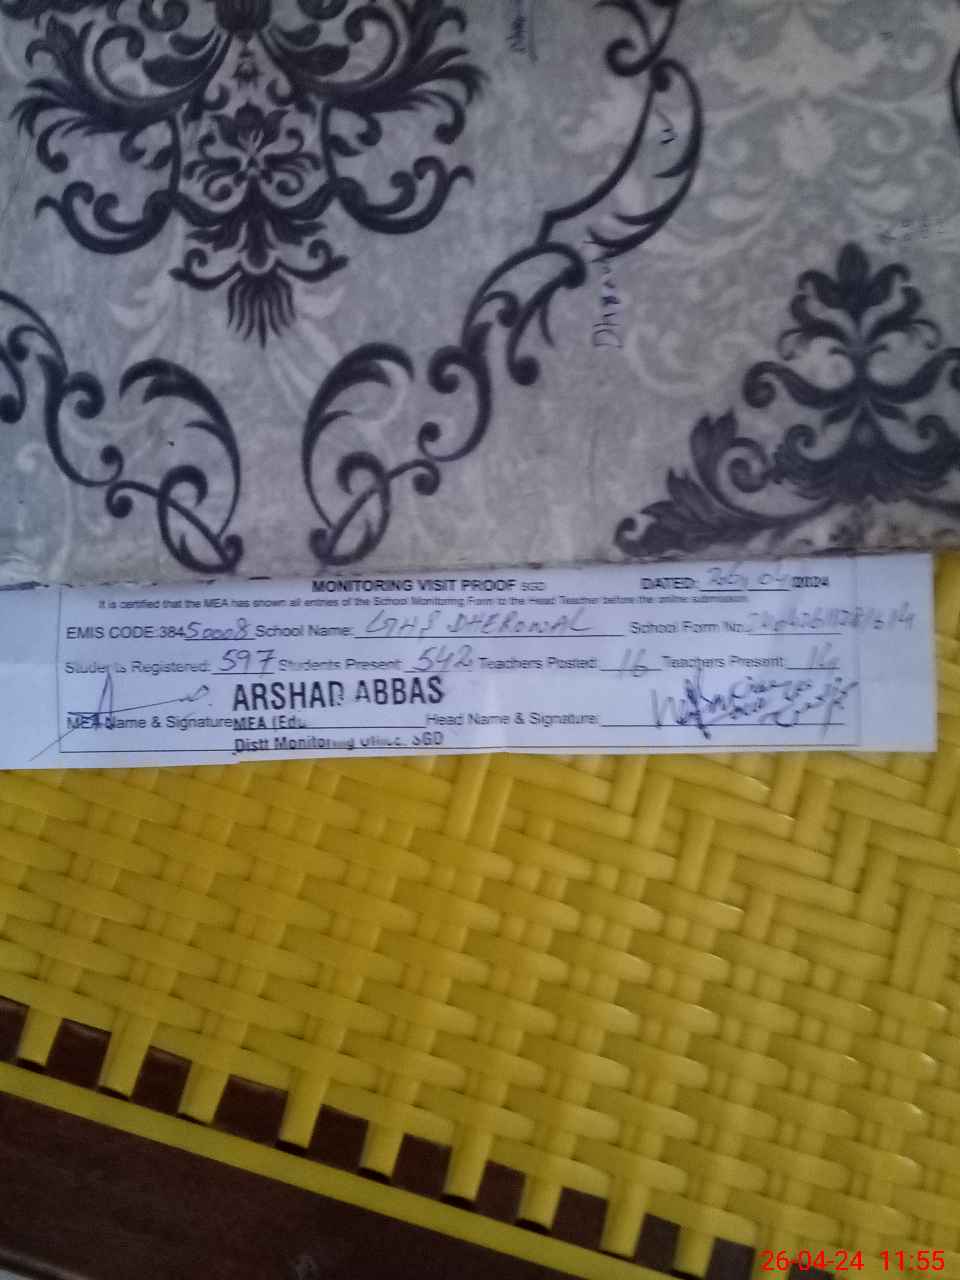 MONITORING VISIT PROOF SGD DATED: 26/04/2024
It is certified that the MEA has shown all entries of the School Monitoring Form to the Head Teacher before the online submission.
EMIS CODE:38450008 School Name: GHS DHEROWAL School Form No:
Students Registered: 597 Students Present: 542 Teachers Posted: 16 Teachers Present: 14
ARSHAD ABBAS
MEA Name & Signature MEA (Edu Head Name & Signature:
Distt Monitoring Office, SGD
26-04-24 11:55